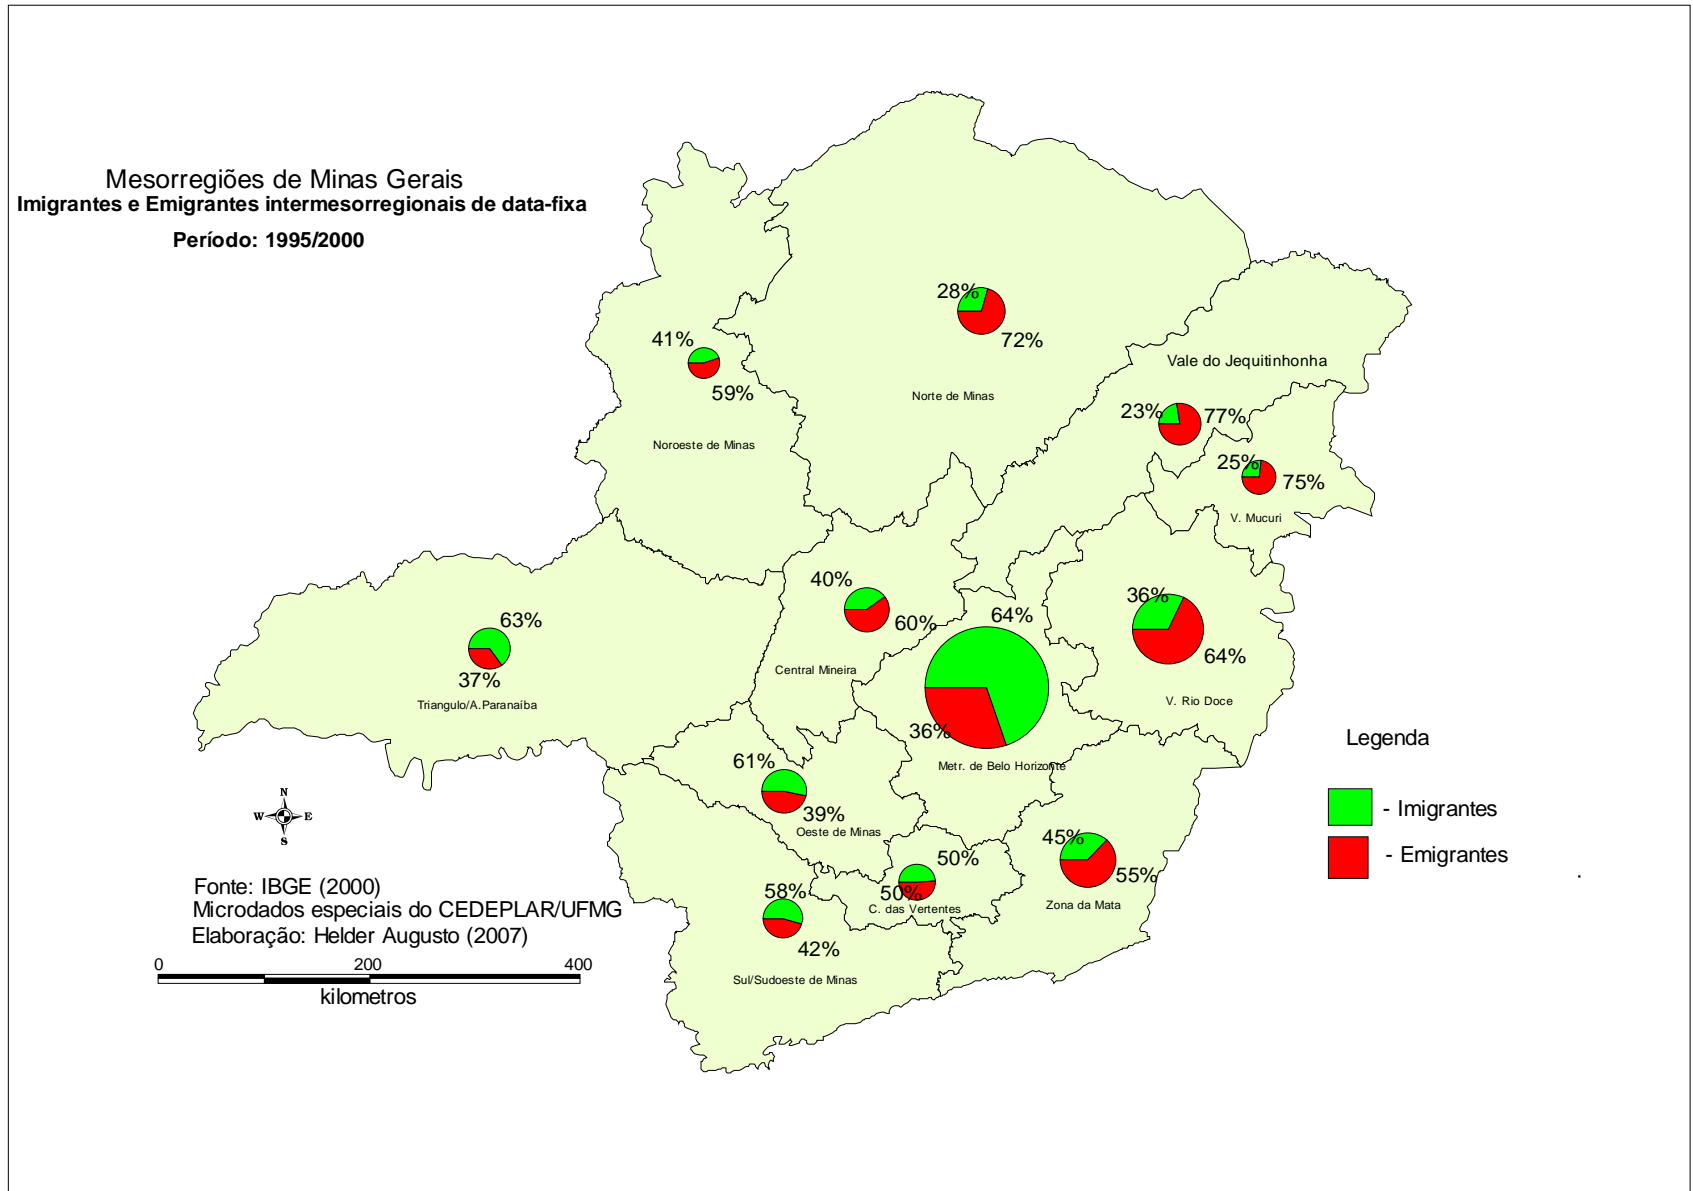 Mesorregiões de Minas Gerais
Imigrantes e Emigrantes intermesorregionais de data-fixa
Período: 1995/2000
28%
72%
Norte de Minas
41%
59%
Noroeste de Minas
Vale do Jequitinhonha
23%
77%
25%
75%
V. Mucuri
40%
60%
Central Mineira
64%
36%
Metr. de Belo Horizonte
36%
64%
V. Rio Doce
63%
37%
Triangulo/A.Paranaíba
61%
39%
Oeste de Minas
50%
50%
C. das Vertentes
45%
55%
Zona da Mata
58%
42%
Sul/Sudoeste de Minas
Legenda
- Imigrantes
- Emigrantes
N
W
E
S
Fonte: IBGE (2000)
Microdados especiais do CEDEPLAR/UFMG
Elaboração: Helder Augusto (2007)
0
200
400
kilometros